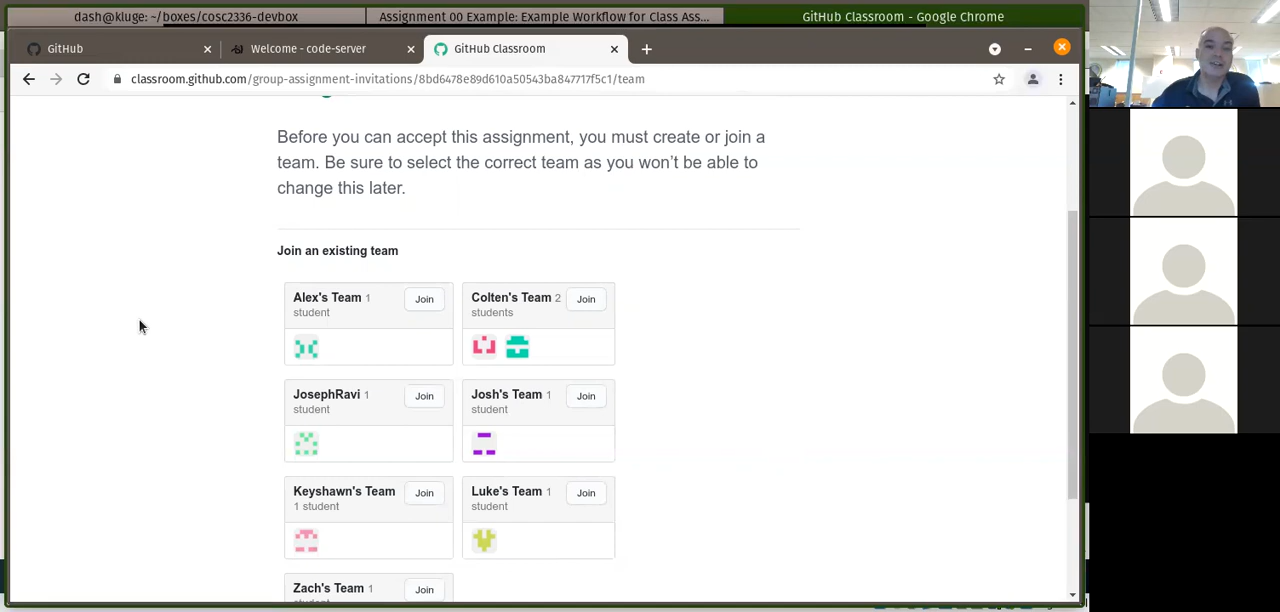 dash@kluge: ~/boxes/cosc2336-devbox
Assignment 00 Example: Example Workflow for Class Ass...
GitHub Classroom - Google Chrome
GitHub
Welcome - code-server
GitHub Classroom
classroom.github.com/group-assignment-invitations/8bd6478e89d610a50543ba847717f5c1/team
Before you can accept this assignment, you must create or join a
team. Be sure to select the correct team as you won't be able to
change this later.
Join an existing team
Alex's Team 1
student
Join
Colten's Team 2
students
Join
JosephRavi 1
student
Join
Josh's Team 1
student
Join
Keyshawn's Team
1 student
Join
Luke's Team 1
student
Join
Zach's Team 1
student
Join